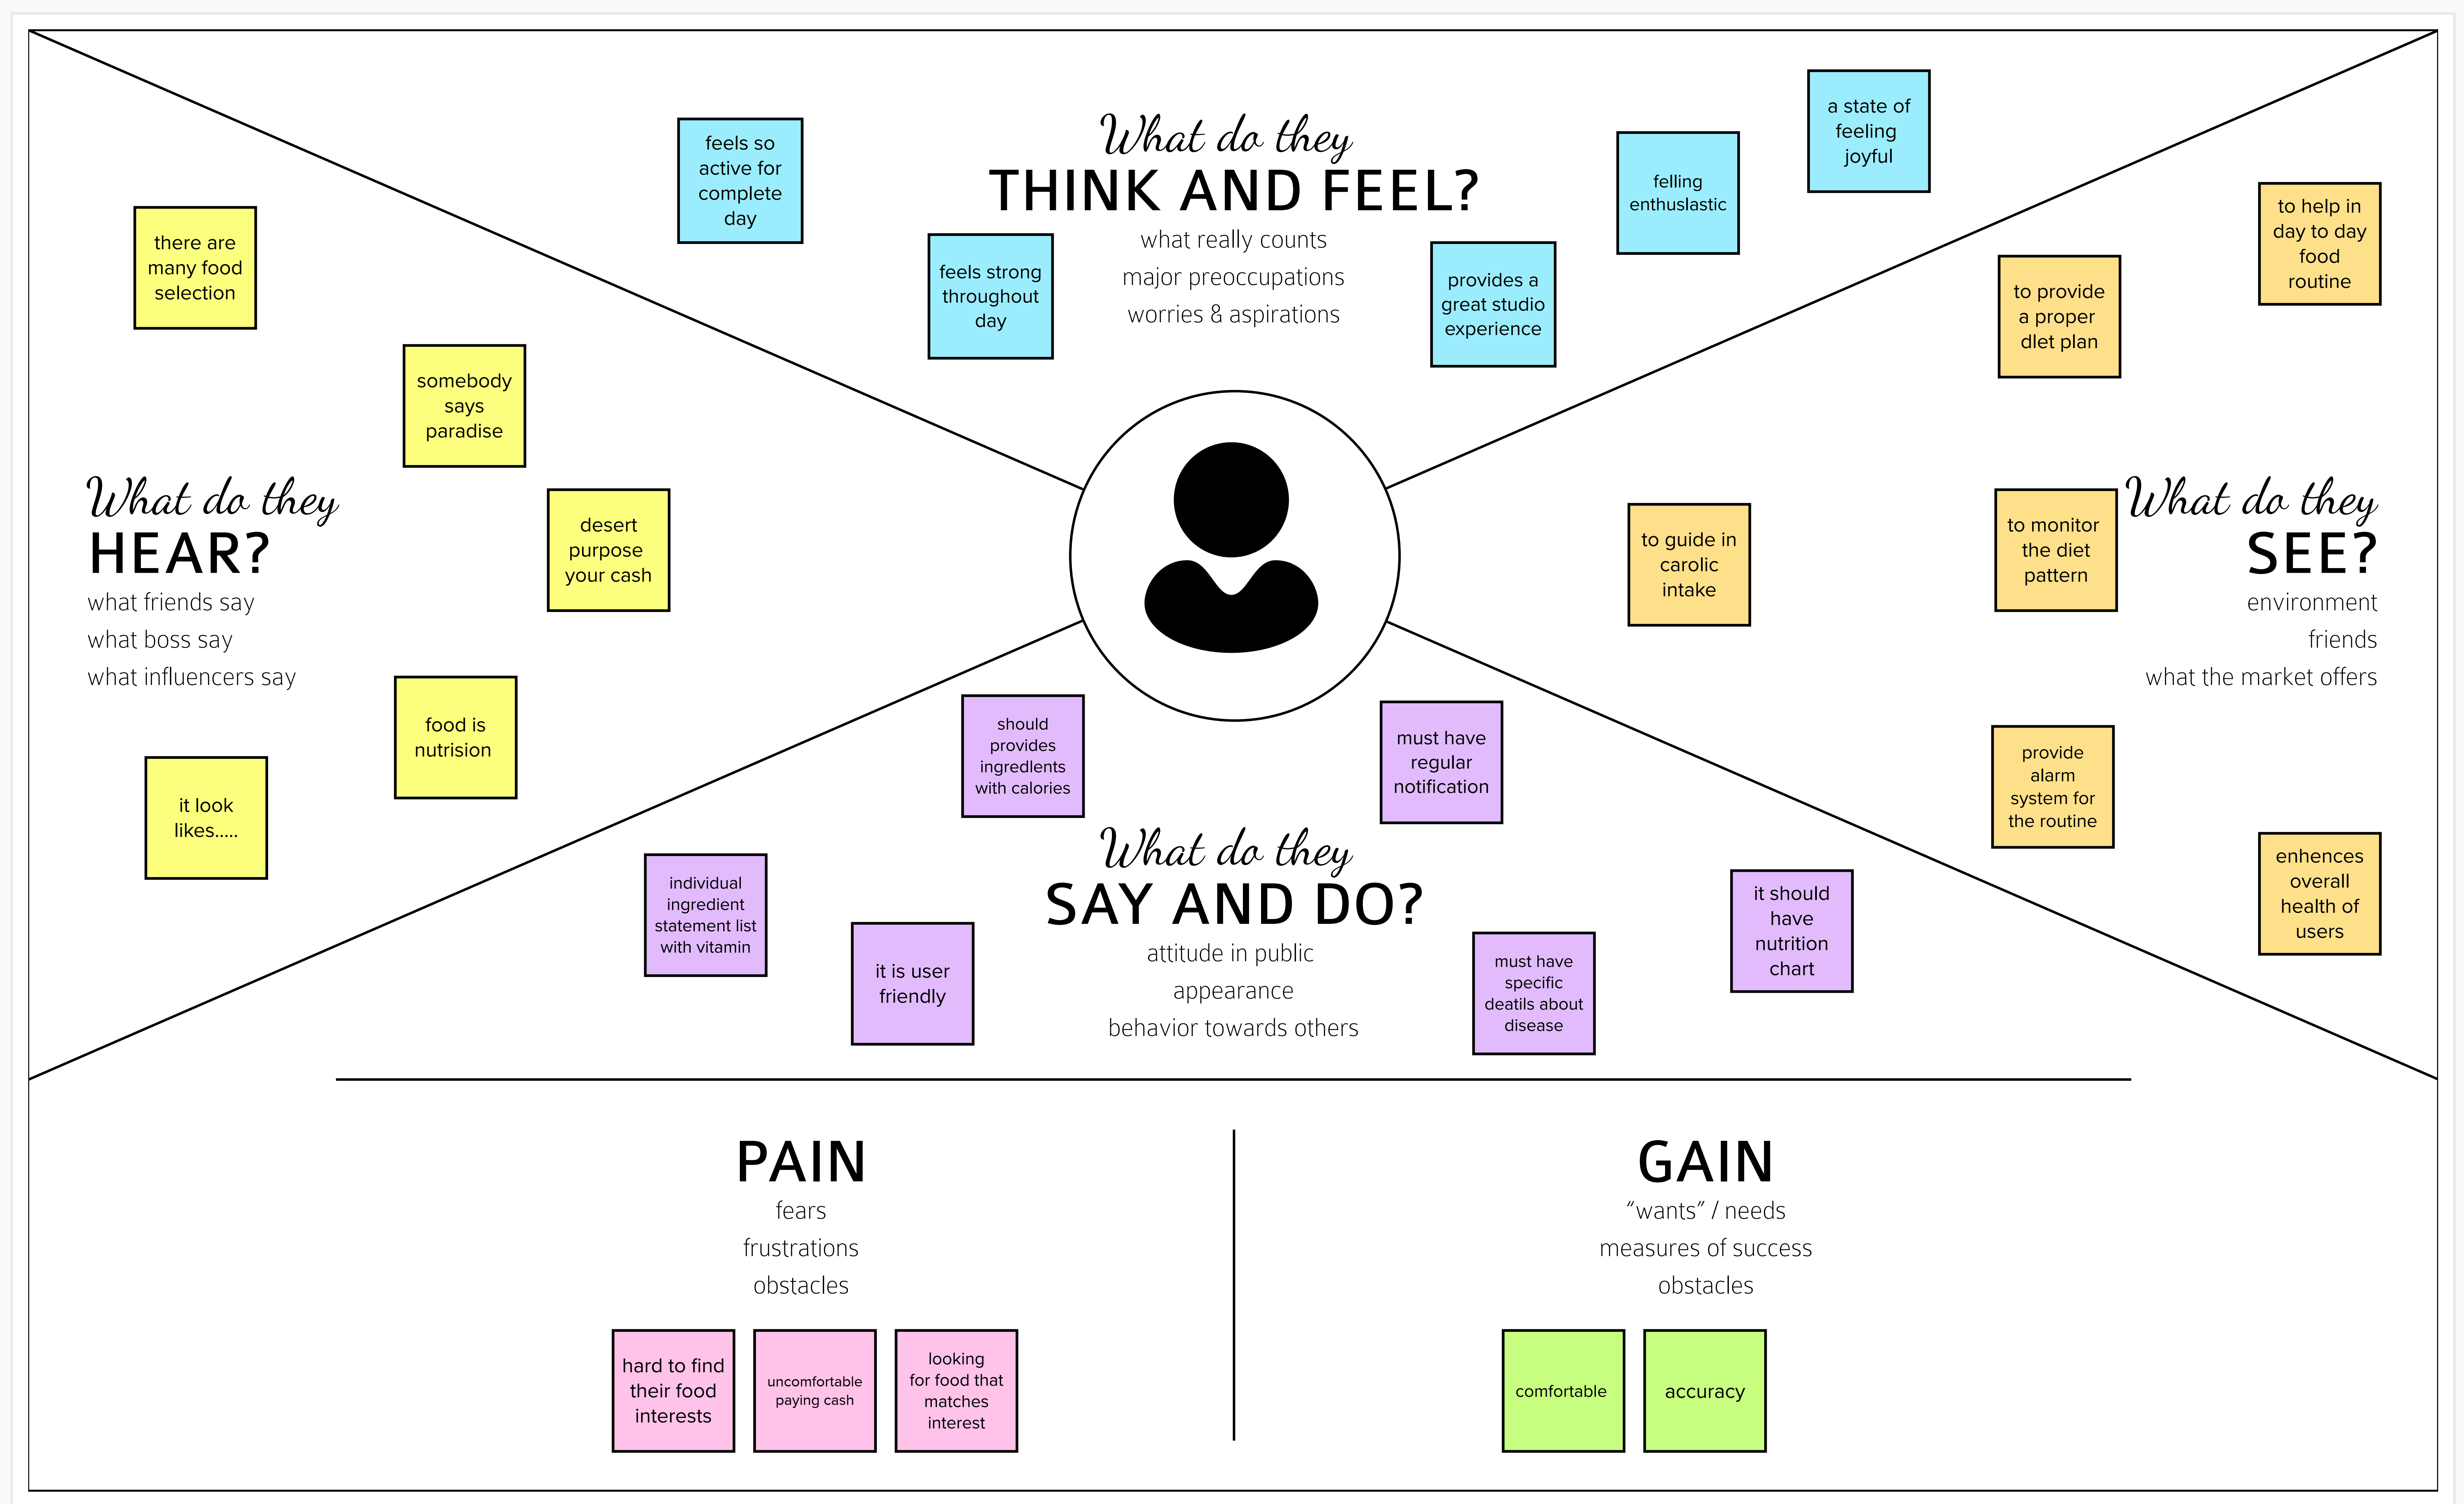 What do they
THINK AND FEEL?
what really counts
major preoccupations
worries & aspirations
feels so
active for
complete
day
feels strong
throughout
day
provides a
great studio
experience
felling
enthuslastic
a state of
feeling
joyful
What do they
HEAR?
what friends say
what boss say
what influencers say
there are
many food
selection
somebody
says
paradise
desert
purpose
your cash
food is
nutrision
it look
likes.....
What do they
SEE?
environment
friends
what the market offers
to help in
day to day
food
routine
to provide
a proper
dlet plan
to monitor
the diet
pattern
to guide in
carolic
intake
provide
alarm
system for
the routine
enhences
overall
health of
users
What do they
SAY AND DO?
attitude in public
appearance
behavior towards others
should
provides
ingredlents
with calories
must have
regular
notification
individual
ingredient
statement list
with vitamin
it is user
friendly
must have
specific
deatils about
disease
it should
have
nutrition
chart
PAIN
fears
frustrations
obstacles
hard to find
their food
interests
uncomfortable
paying cash
looking
for food that
matches
interest
GAIN
“wants” / needs
measures of success
obstacles
comfortable
accuracy